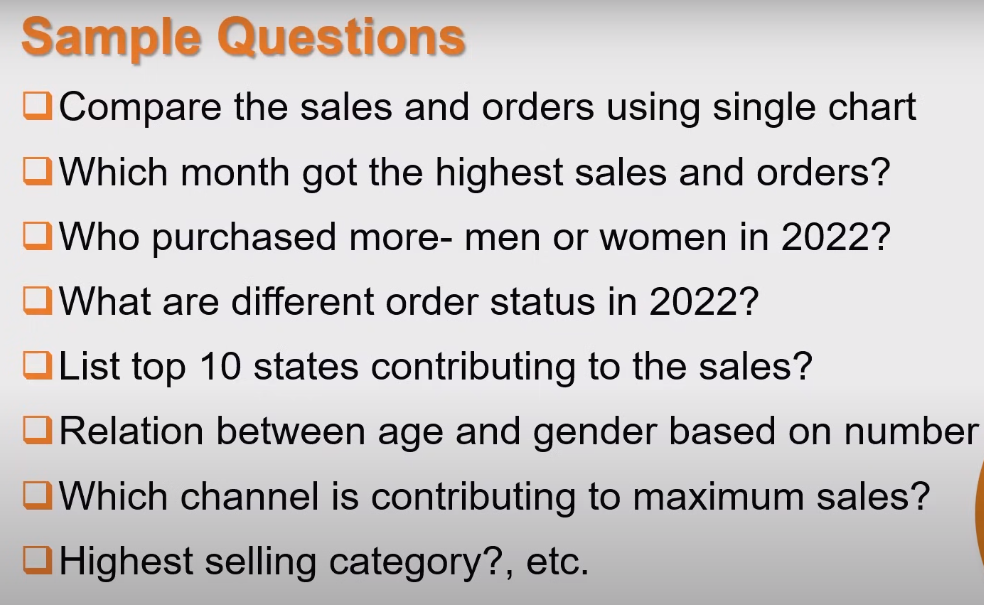 Sample Questions
Compare the sales and orders using single chart
Which month got the highest sales and orders?
Who purchased more- men or women in 2022?
What are different order status in 2022?
List top 10 states contributing to the sales?
Relation between age and gender based on number
Which channel is contributing to maximum sales?
Highest selling category?, etc.